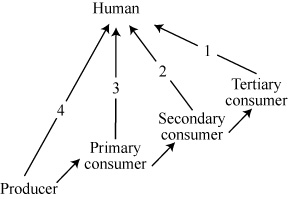 Human
1
2
3
4
Tertiary
consumer
Secondary
consumer
Primary
consumer
Producer